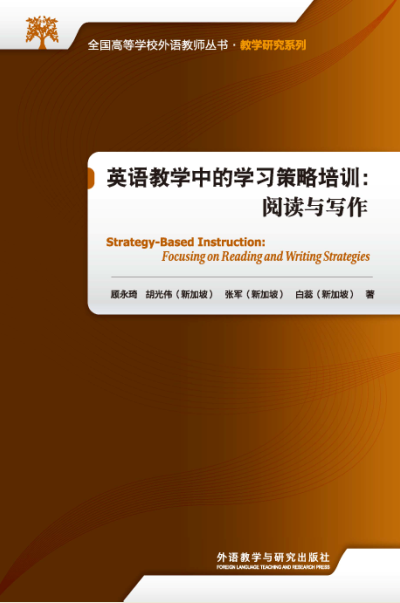 全国高等学校外语教师丛书·教学研究系列
英语教学中的学习策略培训：
阅读与写作
Strategy-Based Instruction:
Focusing on Reading and Writing Strategies
顾永琦 胡光伟（新加坡） 张军（新加坡） 白蕊（新加坡） 著
外语教学与研究出版社
FOREIGN LANGUAGE TEACHING AND RESEARCH PRESS